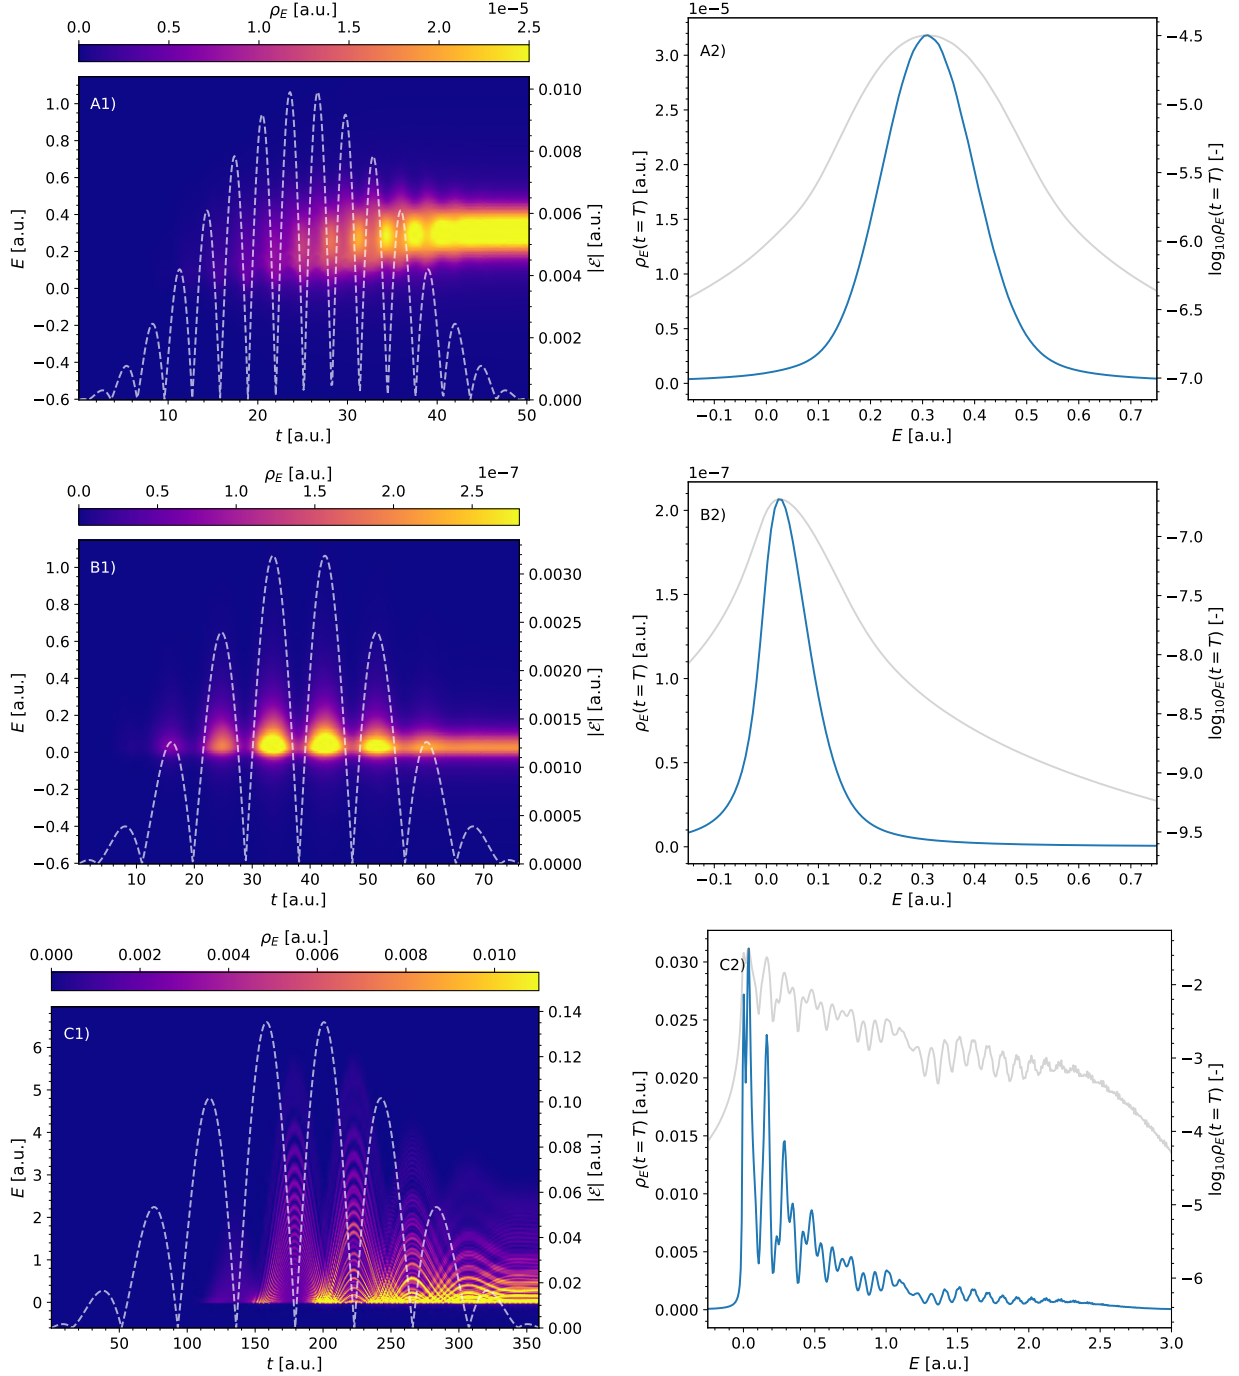 ρ_E [a.u.]
1e−5
0.0 0.5 1.0 1.5 2.0 2.5
A1)
E [a.u.]
1.0
0.8
0.6
0.4
0.2
0.0
−0.2
−0.4
−0.6
0.010
0.008
0.006
0.004
0.002
0.000
|ℰ| [a.u.]
10 20 30 40 50
t [a.u.]
1e−5
A2)
ρ_E(t = T) [a.u.]
3.0
2.5
2.0
1.5
1.0
0.5
0.0
−4.5
−5.0
−5.5
−6.0
−6.5
−7.0
log₁₀ρ_E(t = T) [-]
−0.1 0.0 0.1 0.2 0.3 0.4 0.5 0.6 0.7
E [a.u.]
ρ_E [a.u.]
1e−7
0.0 0.5 1.0 1.5 2.0 2.5
B1)
E [a.u.]
1.0
0.8
0.6
0.4
0.2
0.0
−0.2
−0.4
−0.6
0.0030
0.0025
0.0020
0.0015
0.0010
0.0005
0.0000
|ℰ| [a.u.]
0 10 20 30 40 50 60 70
t [a.u.]
1e−7
B2)
ρ_E(t = T) [a.u.]
2.0
1.5
1.0
0.5
0.0
−7.0
−7.5
−8.0
−8.5
−9.0
−9.5
log₁₀ρ_E(t = T) [-]
−0.1 0.0 0.1 0.2 0.3 0.4 0.5 0.6 0.7
E [a.u.]
ρ_E [a.u.]
0.000 0.002 0.004 0.006 0.008 0.010
C1)
E [a.u.]
6
5
4
3
2
1
0
0.14
0.12
0.10
0.08
0.06
0.04
0.02
0.00
|ℰ| [a.u.]
50 100 150 200 250 300 350
t [a.u.]
C2)
ρ_E(t = T) [a.u.]
0.030
0.025
0.020
0.015
0.010
0.005
0.000
−2
−3
−4
−5
−6
log₁₀ρ_E(t = T) [-]
0.0 0.5 1.0 1.5 2.0 2.5 3.0
E [a.u.]